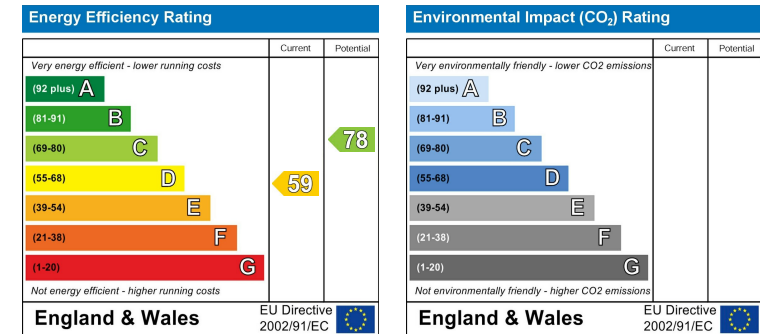 Energy Efficiency Rating
Current Potential
Very energy efficient - lower running costs
(92 plus) A
(81-91) B
(69-80) C
78
(55-68) D
59
(39-54) E
(21-38) F
(1-20) G
Not energy efficient - higher running costs
England & Wales
EU Directive
2002/91/EC
Environmental Impact (CO₂) Rating
Current Potential
Very environmentally friendly - lower CO2 emissions
(92 plus) A
(81-91) B
(69-80) C
(55-68) D
(39-54) E
(21-38) F
(1-20) G
Not environmentally friendly - higher CO2 emissions
England & Wales
EU Directive
2002/91/EC